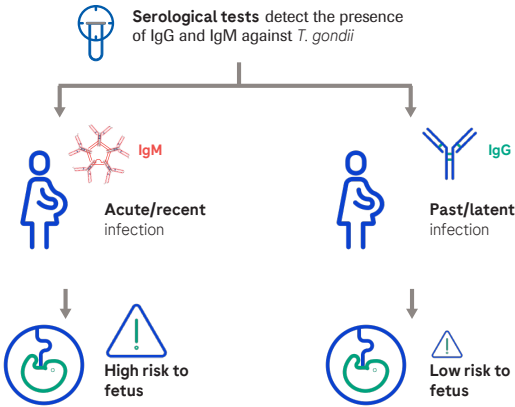 Serological tests detect the presence
of IgG and IgM against T. gondii
IgM
Acute/recent
infection
IgG
Past/latent
infection
High risk to
fetus
Low risk to
fetus